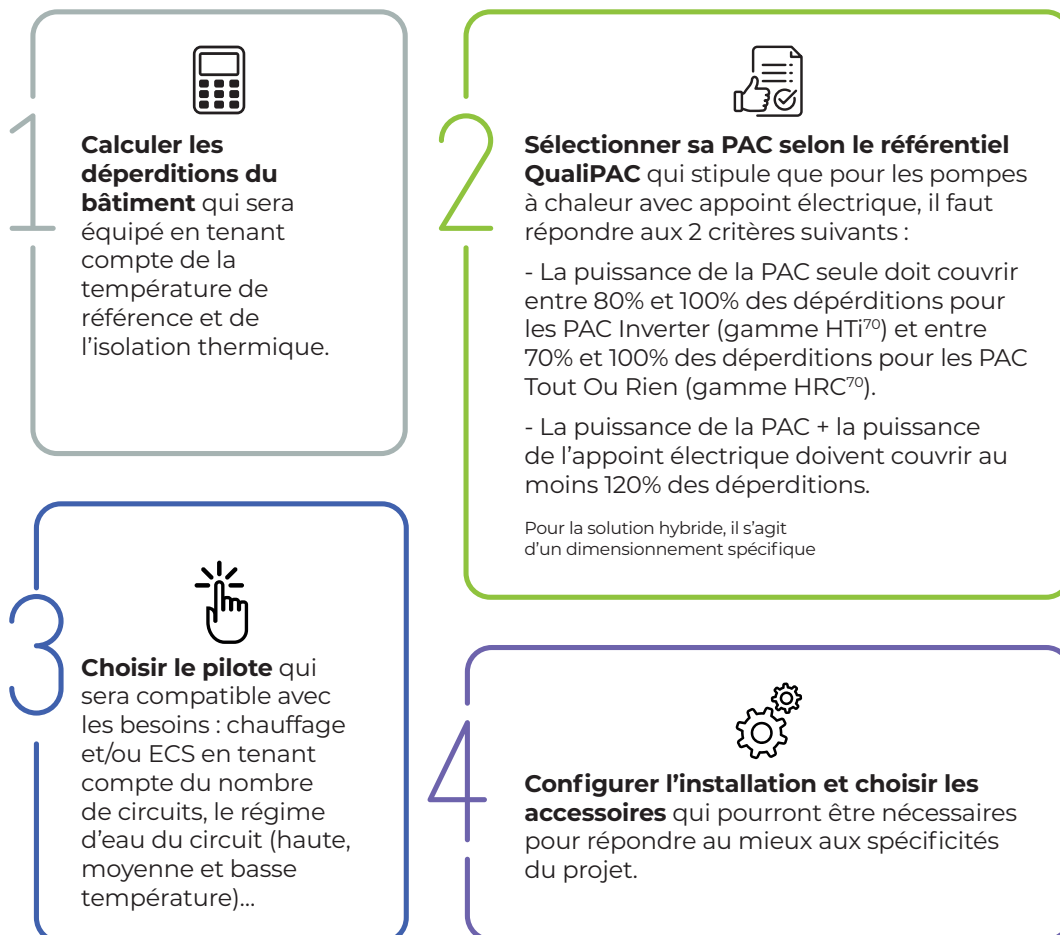 1
Calculer les
déperditions du
bâtiment qui sera
équipé en tenant
compte de la
température de
référence et de
l’isolation thermique.
2
Sélectionner sa PAC selon le référentiel
QualiPAC qui stipule que pour les pompes
à chaleur avec appoint électrique, il faut
répondre aux 2 critères suivants :
- La puissance de la PAC seule doit couvrir
entre 80% et 100% des dépérditions pour
les PAC Inverter (gamme HTi⁷⁰) et entre
70% et 100% des déperditions pour les PAC
Tout Ou Rien (gamme HRC⁷⁰).
- La puissance de la PAC + la puissance
de l’appoint électrique doivent couvrir au
moins 120% des déperditions.
Pour la solution hybride, il s’agit
d’un dimensionnement spécifique
3
Choisir le pilote qui
sera compatible avec
les besoins : chauffage
et/ou ECS en tenant
compte du nombre
de circuits, le régime
d’eau du circuit (haute,
moyenne et basse
température)...
4
Configurer l’installation et choisir les
accessoires qui pourront être nécessaires
pour répondre au mieux aux spécificités
du projet.